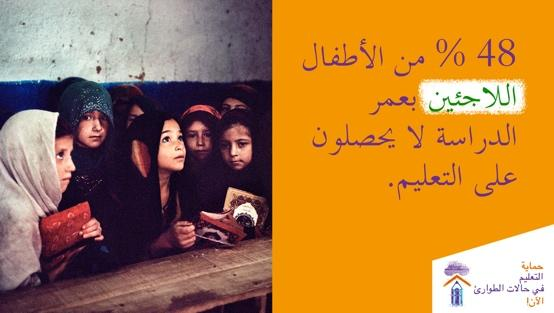 48 % من الأطفال
اللاجئين بعمر
الدراسة لا يحصلون
على التعليم.
حماية
التعليم
في حالات الطوارئ
الآن!